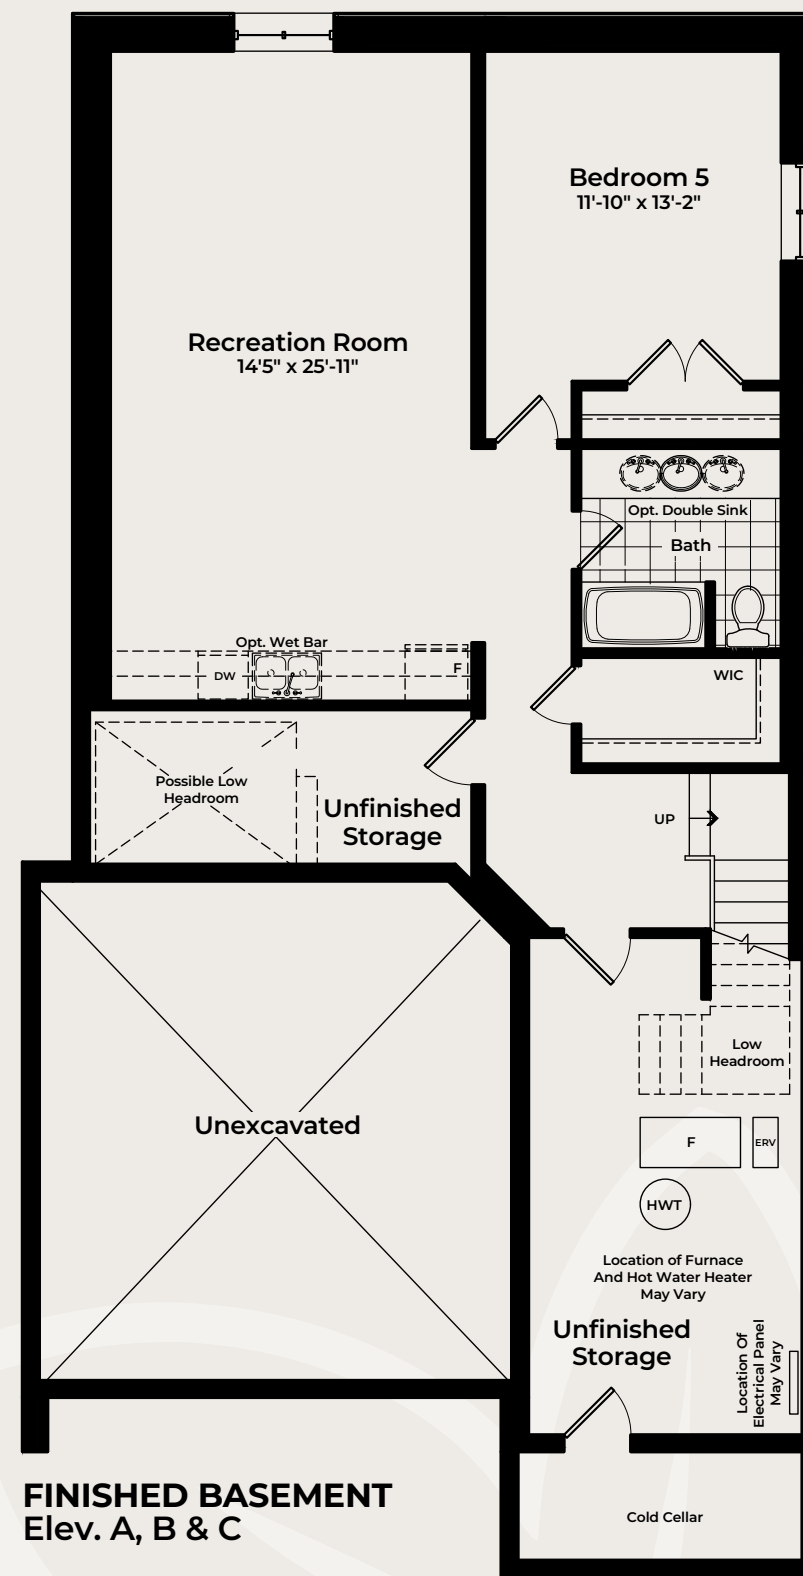 Bedroom 5
11'-10" x 13'-2"
Recreation Room
14'5" x 25'-11"
Opt. Double Sink
Bath
Opt. Wet Bar
DW
F
WIC
Possible Low
Headroom
Unfinished
Storage
UP
Low
Headroom
Unexcavated
F
ERV
HWT
Location of Furnace
And Hot Water Heater
May Vary
Unfinished
Storage
Location Of
Electrical Panel
May Vary
Cold Cellar
FINISHED BASEMENT
Elev. A, B & C